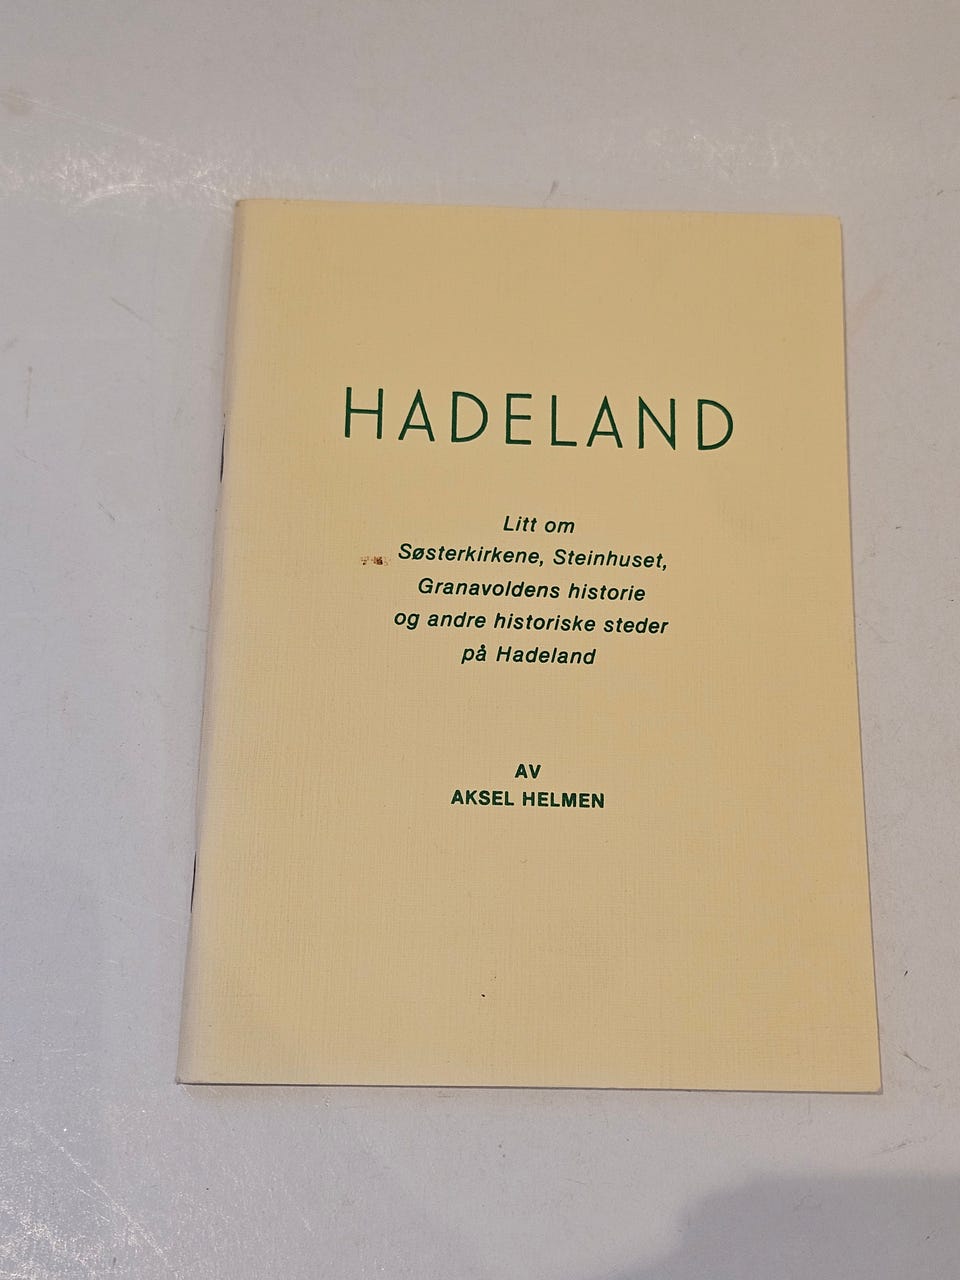 HADELAND
Litt om
Søsterkirkene, Steinhuset,
Granavoldens historie
og andre historiske steder
på Hadeland
AV
AKSEL HELMEN